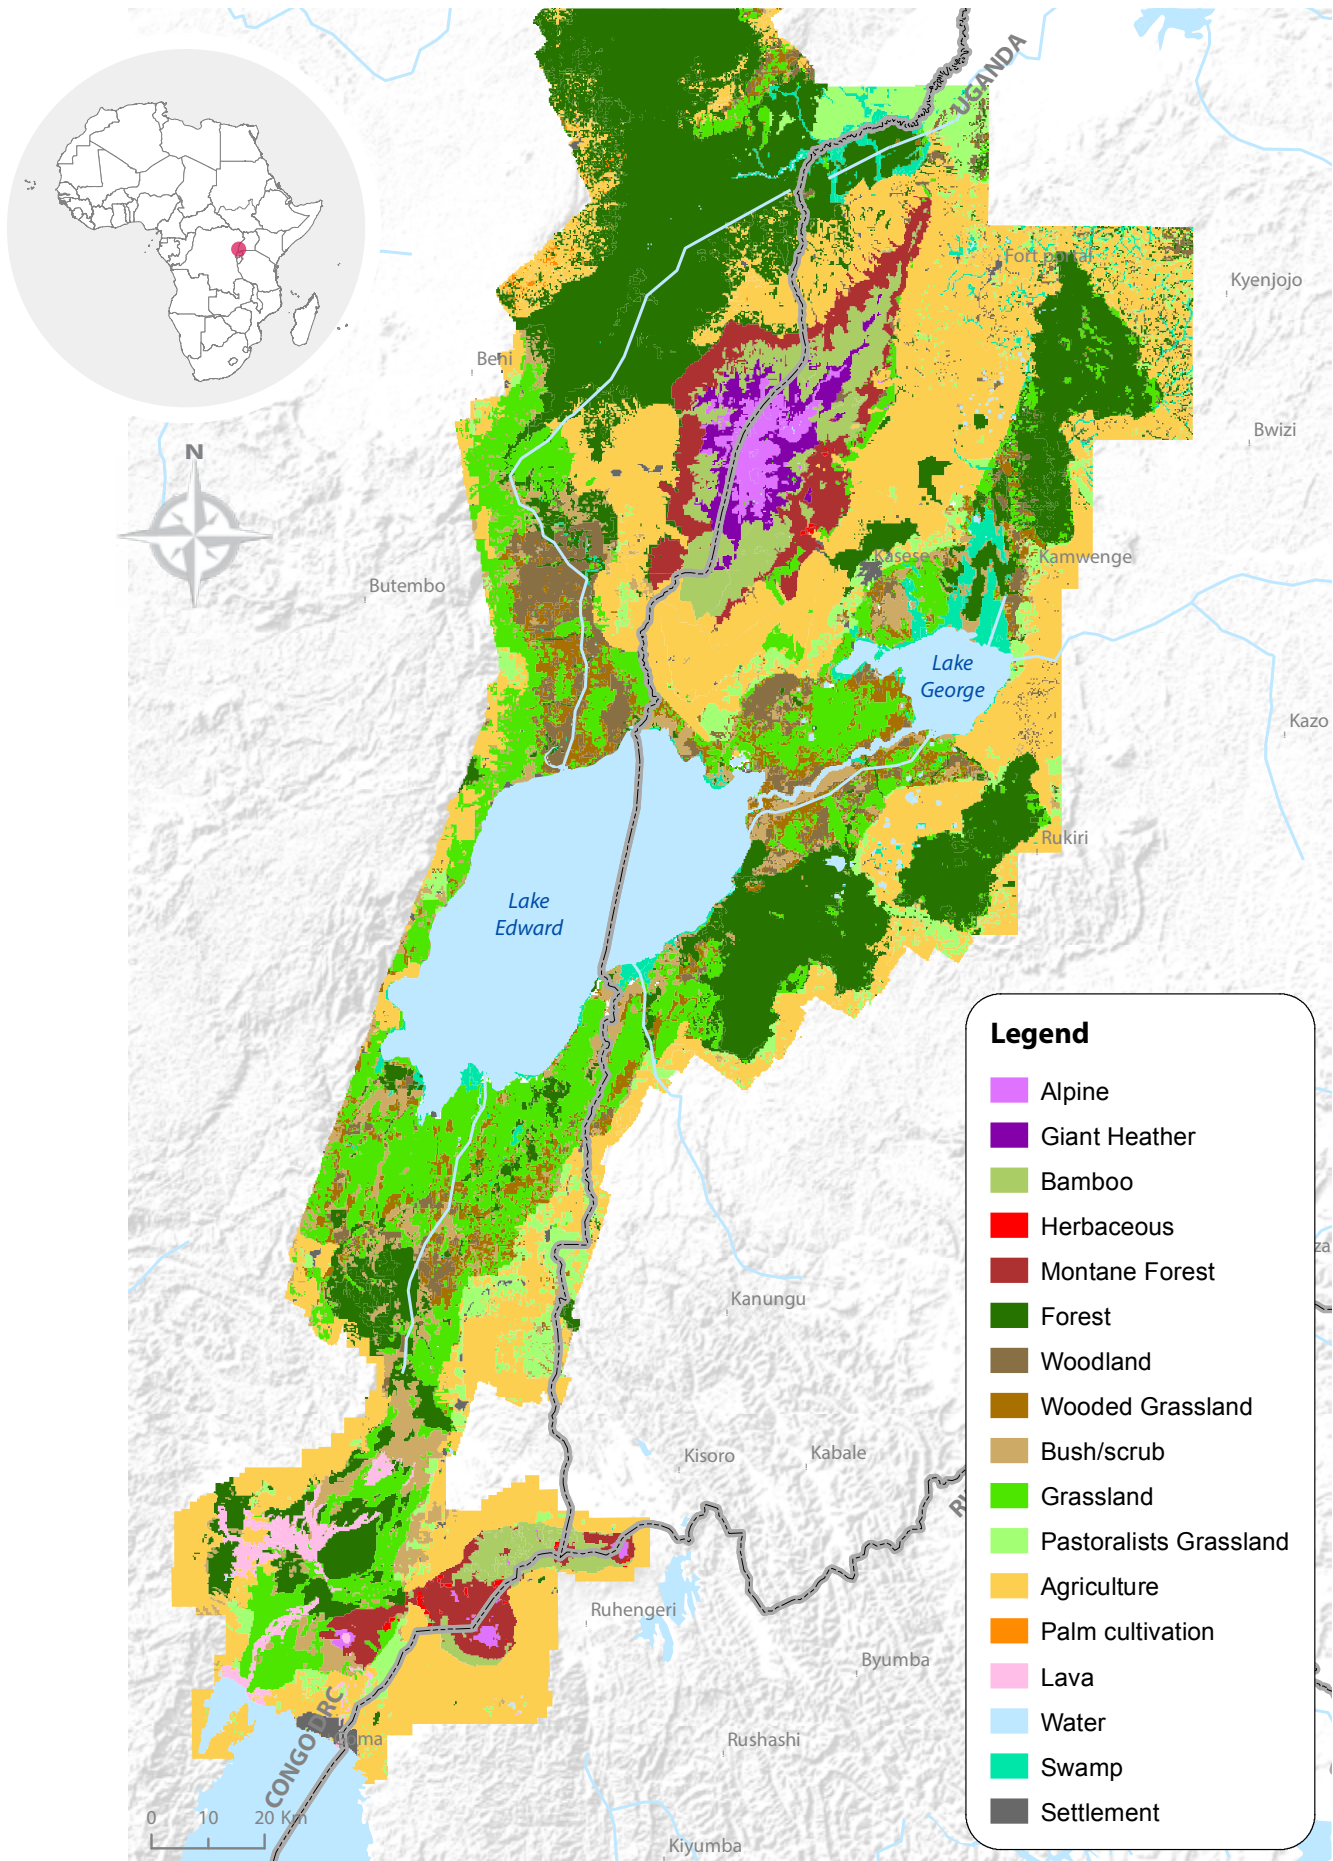 UGANDA
Fort portal
Kyenjojo
Beni
Bwizi
N
Kasese
Kamwenge
Butembo
Lake
George
Kazo
Rukiri
Lake
Edward
Legend
Alpine
Giant Heather
Bamboo
Herbaceous
Montane Forest
Forest
Woodland
Wooded Grassland
Bush/scrub
Grassland
Pastoralists Grassland
Agriculture
Palm cultivation
Lava
Water
Swamp
Settlement
za
Kanungu
Kisoro
Kabale
Ruhengeri
Byumba
CONGO DRC
Rushashi
0 10 20 Km
Kiyumba